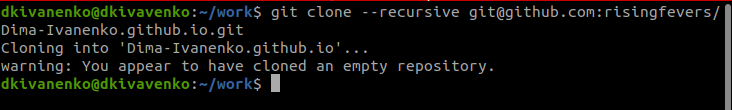 dkivanenko@dkivavenko:~/work$ git clone --recursive git@github.com:risingfevers/
Dima-Ivanenko.github.io.git
Cloning into 'Dima-Ivanenko.github.io'...
warning: You appear to have cloned an empty repository.
dkivanenko@dkivavenko:~/work$